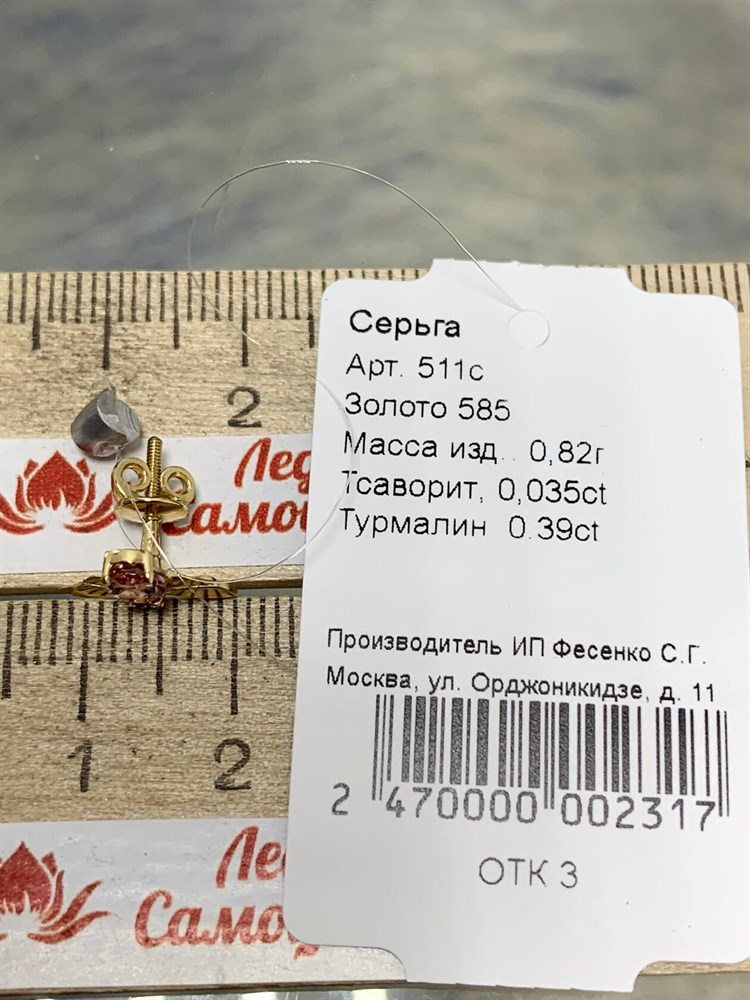 Серьга
Арт. 511с
Золото 585
Масса изд. . 0,82г
Тсаворит, 0,035ct
Турмалин 0.39ct
Производитель ИП Фесенко С.Г.
Москва, ул. Орджоникидзе, д. 11
2 470000 002317
ОТК 3
2
1 2